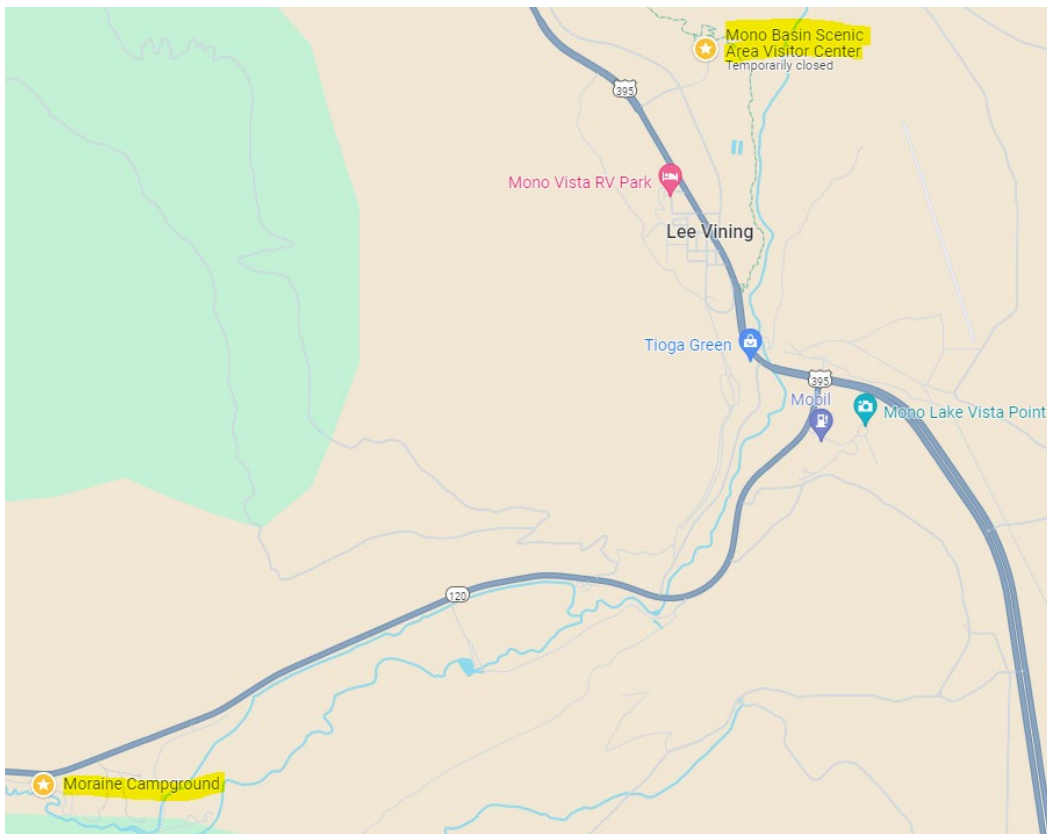 Mono Basin Scenic
Area Visitor Center
Temporarily closed
395
Mono Vista RV Park
Lee Vining
Tioga Green
395
Mobil
Mono Lake Vista Point
120
Moraine Campground